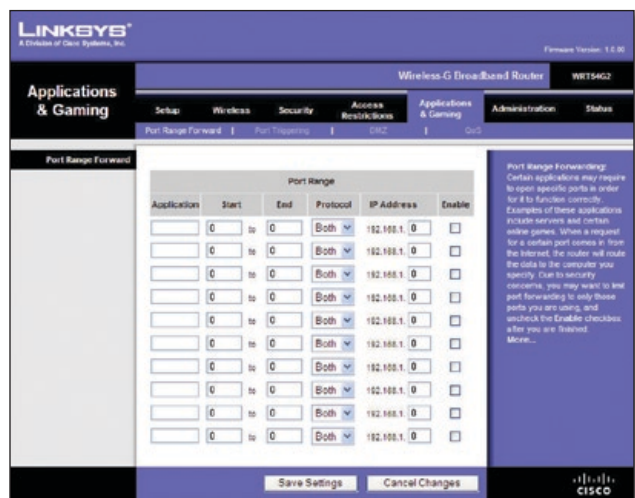 LINKSYS®
A Division of Cisco Systems, Inc.
Firmware Version: 1.0.00
Wireless-G Broadband Router WRT54G2
Applications & Gaming
Setup Wireless Security Access Restrictions Applications & Gaming Administration Status
Port Range Forward | Port Triggering | DMZ | QoS
Port Range Forward
Port Range
Application Start End Protocol IP Address Enable
0 to 0 Both 192.168.1. 0
0 to 0 Both 192.168.1. 0
0 to 0 Both 192.168.1. 0
0 to 0 Both 192.168.1. 0
0 to 0 Both 192.168.1. 0
0 to 0 Both 192.168.1. 0
0 to 0 Both 192.168.1. 0
0 to 0 Both 192.168.1. 0
0 to 0 Both 192.168.1. 0
0 to 0 Both 192.168.1. 0
Port Range Forwarding:
Certain applications may require
to open specific ports in order
for it to function correctly.
Examples of these applications
include servers and certain
online games. When a request
for a certain port comes in from
the Internet, the router will route
the data to the computer you
specify. Due to security
concerns, you may want to limit
port forwarding to only those
ports you are using, and
uncheck the Enable checkbox
after you are finished.
More...
Save Settings Cancel Changes
CISCO